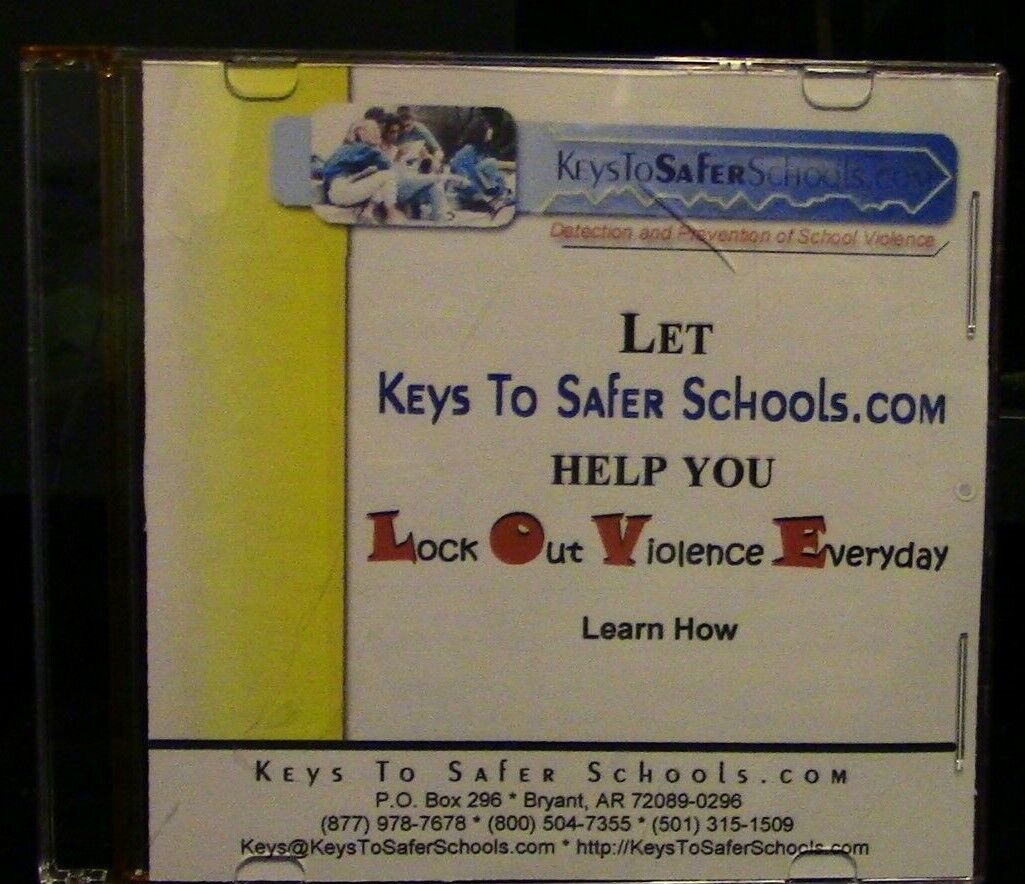 KeysToSaferSchools.com
Detection and Prevention of School Violence
LET
Keys To Safer Schools.com
HELP YOU
Lock Out Violence Everyday
Learn How
Keys To Safer Schools.com
P.O. Box 296 * Bryant, AR 72089-0296
(877) 978-7678 * (800) 504-7355 * (501) 315-1509
Keys@KeysToSaferSchools.com * http://KeysToSaferSchools.com